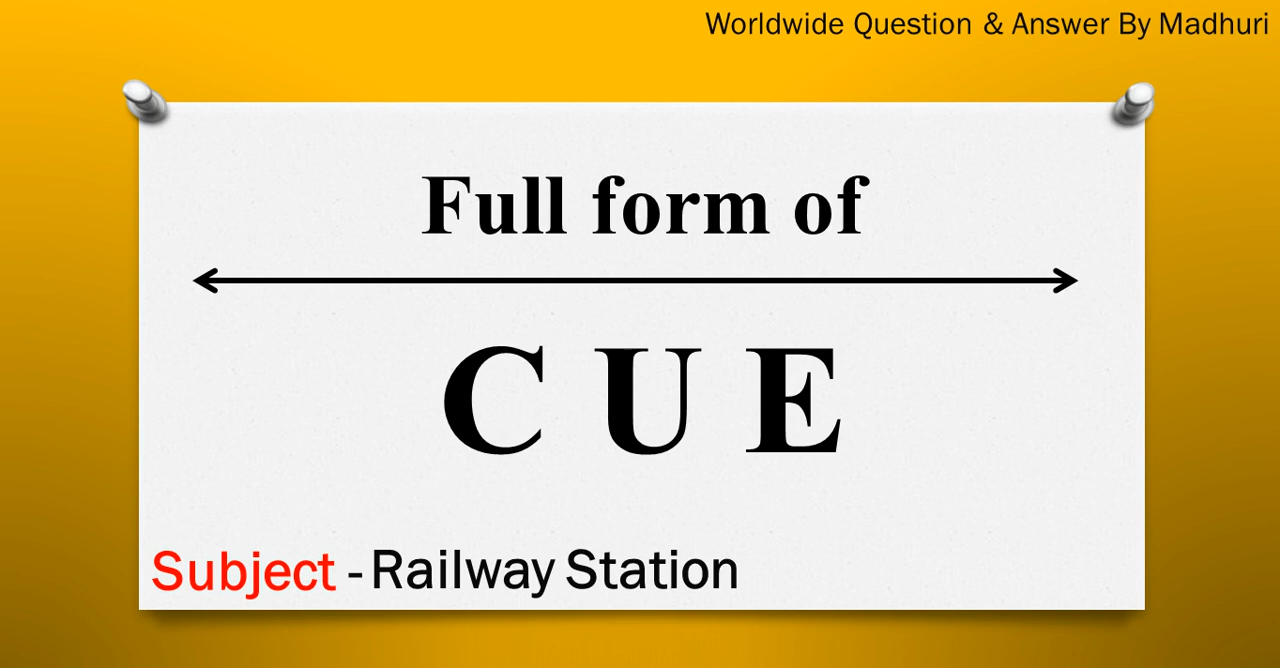 Worldwide Question & Answer By Madhuri
Full form of
C U E
Subject - Railway Station